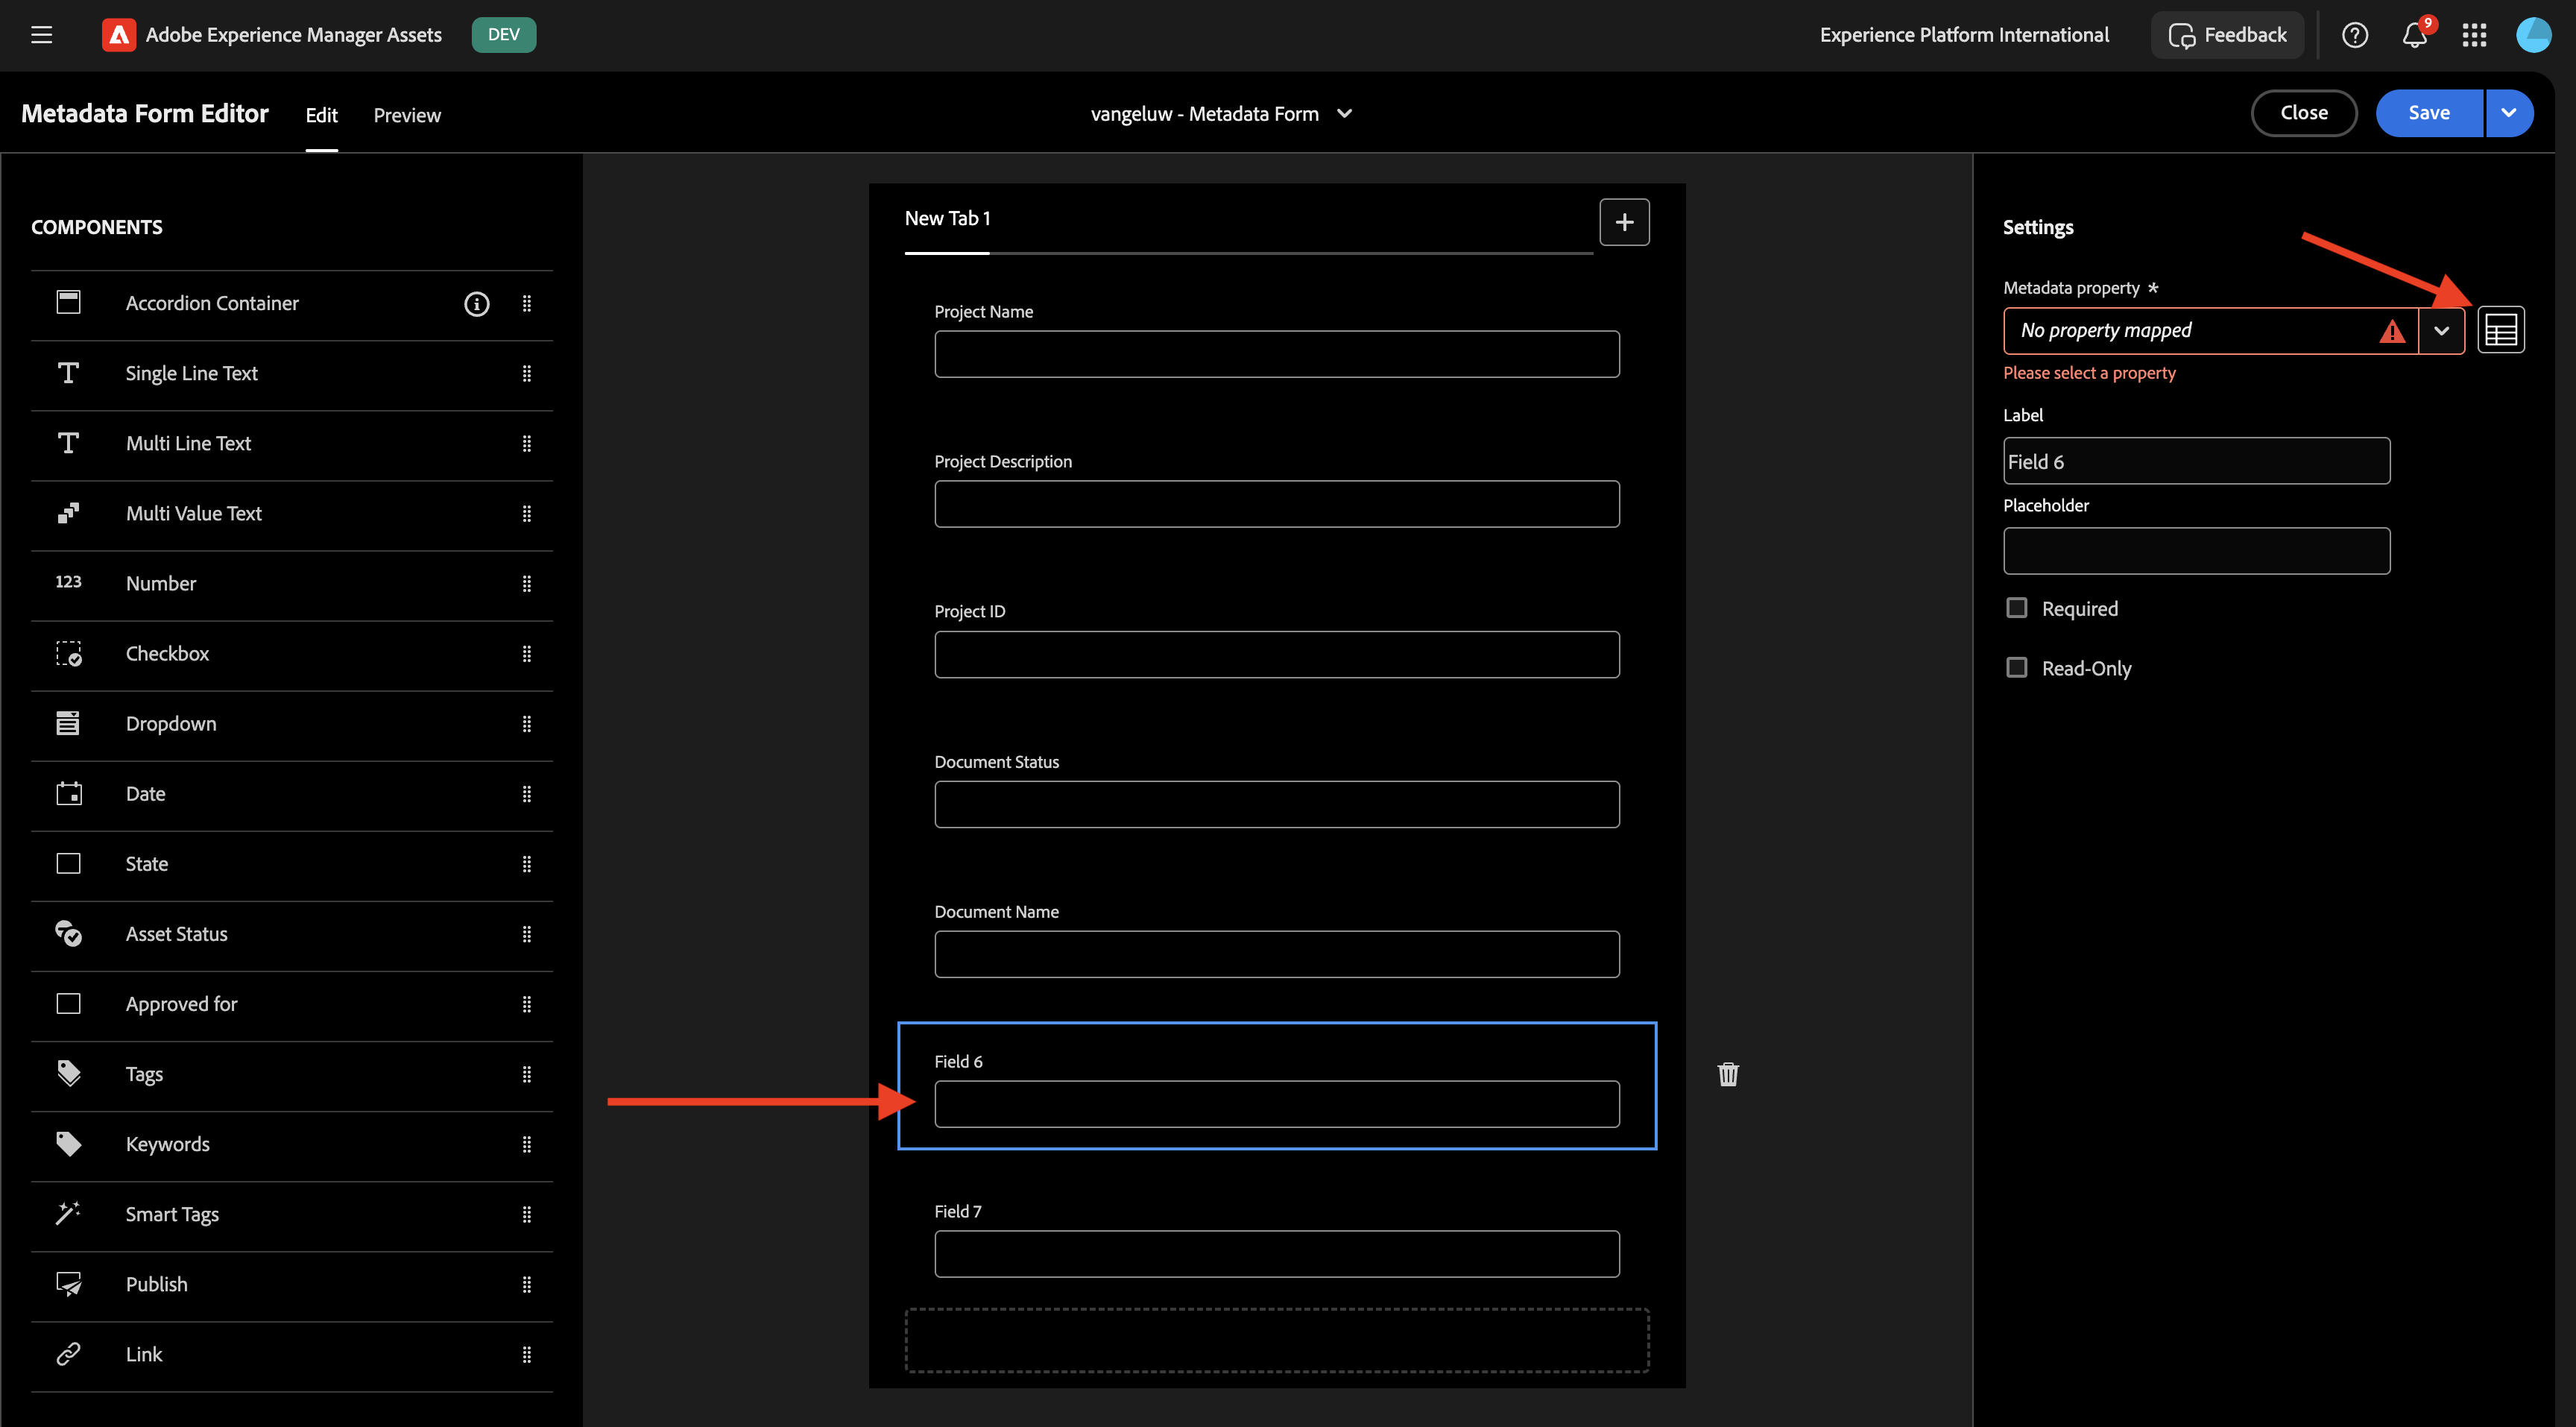 Adobe Experience Manager Assets
DEV
Experience Platform International
Feedback
9
Metadata Form Editor
Edit
Preview
vangeluw - Metadata Form
Close
Save
COMPONENTS
Accordion Container
Single Line Text
Multi Line Text
Multi Value Text
123
Number
Checkbox
Dropdown
Date
State
Asset Status
Approved for
Tags
Keywords
Smart Tags
Publish
Link
New Tab 1
Project Name
Project Description
Project ID
Document Status
Document Name
Field 6
Field 7
Settings
Metadata property *
No property mapped
Please select a property
Label
Field 6
Placeholder
Required
Read-Only